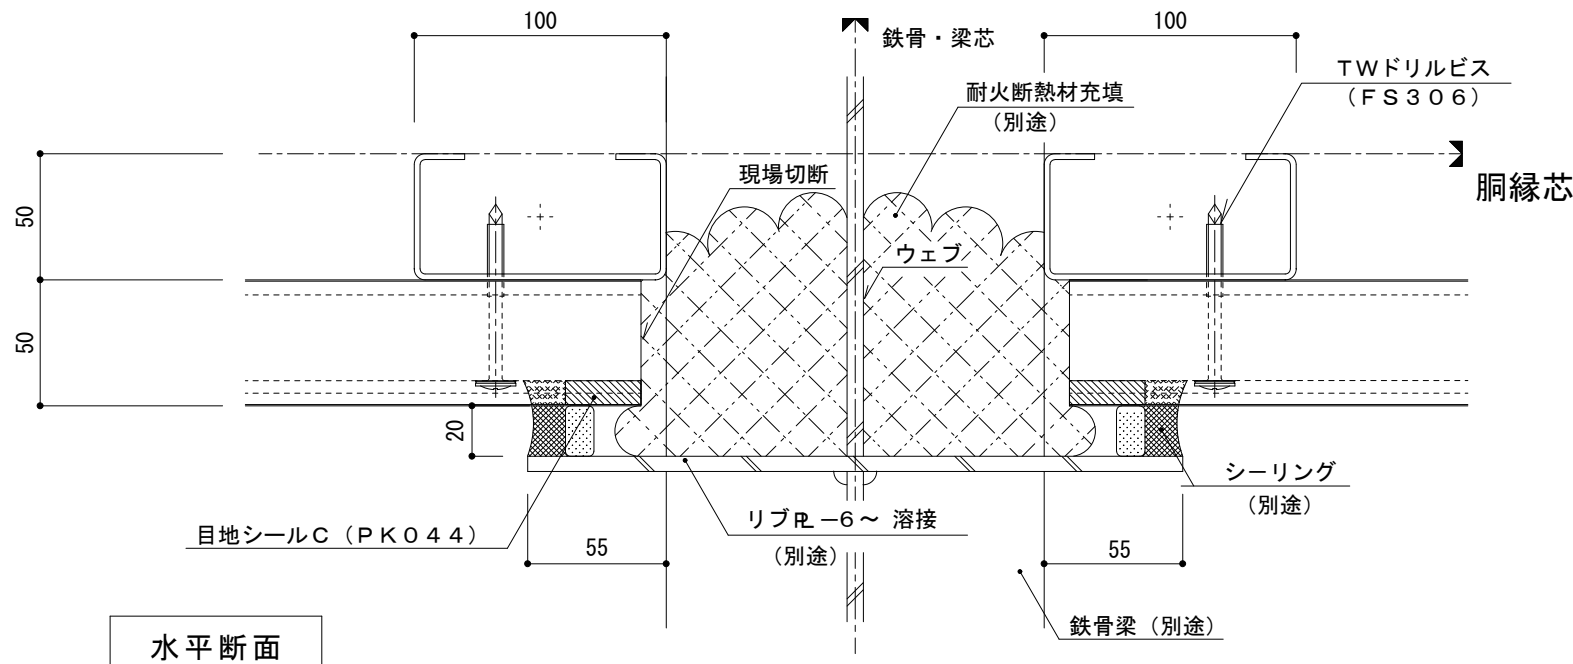 100
鉄骨・梁芯
100
TWドリルビス
(FS306)
耐火断熱材充填
(別途)
現場切断
胴縁芯
50
ウェブ
50
20
シーリング
(別途)
目地シールC (PK044)
55
リブ℄−6~ 溶接
(別途)
55
鉄骨梁 (別途)
水平断面